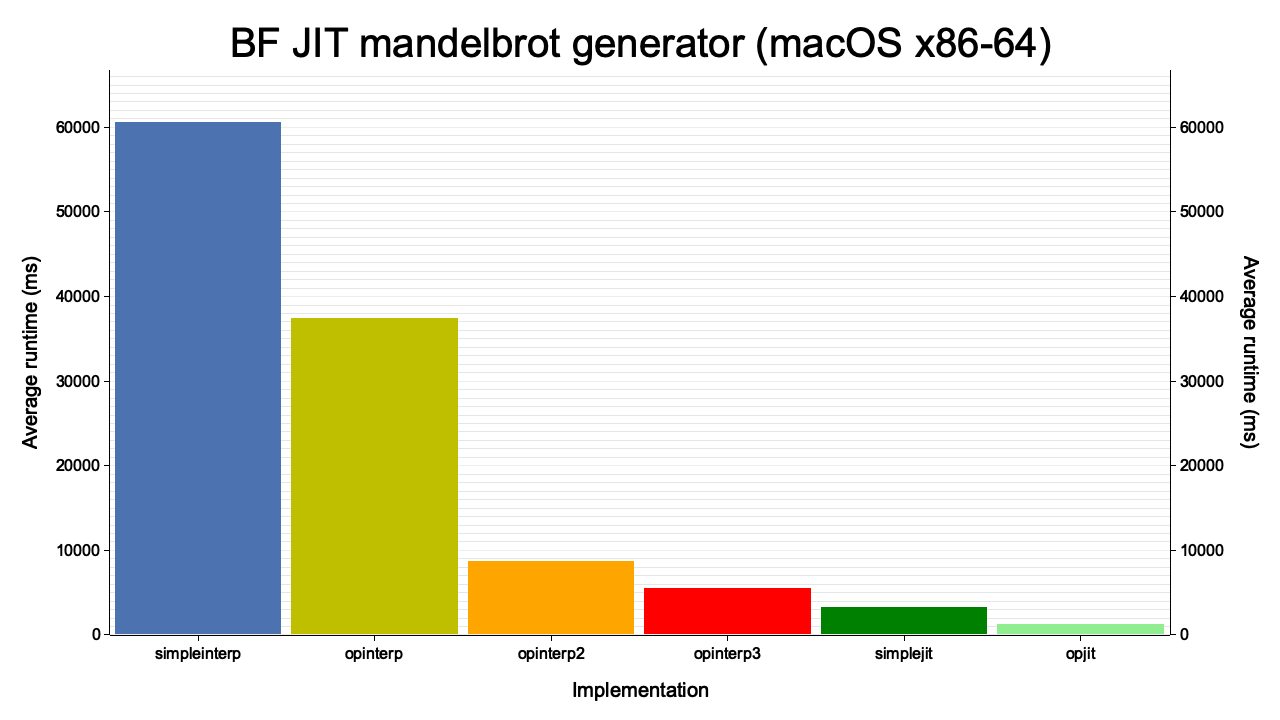 BF JIT mandelbrot generator (macOS x86-64)
60000
50000
40000
30000
20000
10000
0
Average runtime (ms)
60000
50000
40000
30000
20000
10000
0
Average runtime (ms)
simpleinterp opinterp opinterp2 opinterp3 simplejit opjit
Implementation